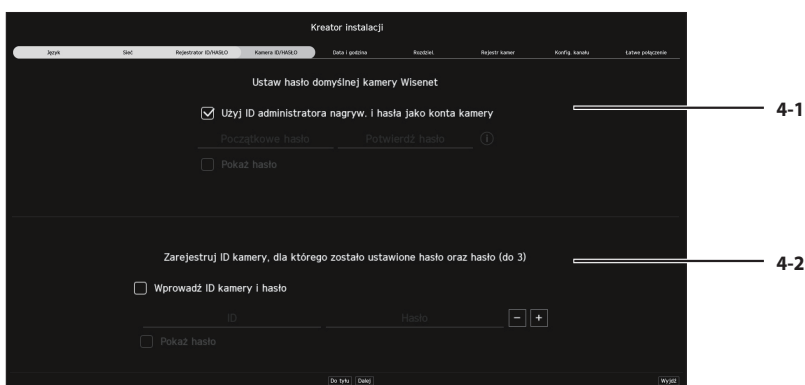 Kreator instalacji
Język Sieć Rejestrator ID/HASŁO Kamera ID/HASŁO Data i godzina Rozdziel. Rejestr kamer Konfig. kanału Łatwe połączenie
Ustaw hasło domyślnej kamery Wisenet
Użyj ID administratora nagryw. i hasła jako konta kamery
4-1
Początkowe hasło Potwierdź hasło
Pokaż hasło
Zarejestruj ID kamery, dla którego zostało ustawione hasło oraz hasło (do 3)
4-2
Wprowadź ID kamery i hasło
ID Hasło - +
Pokaż hasło
Do tyłu Dalej Wyjdź